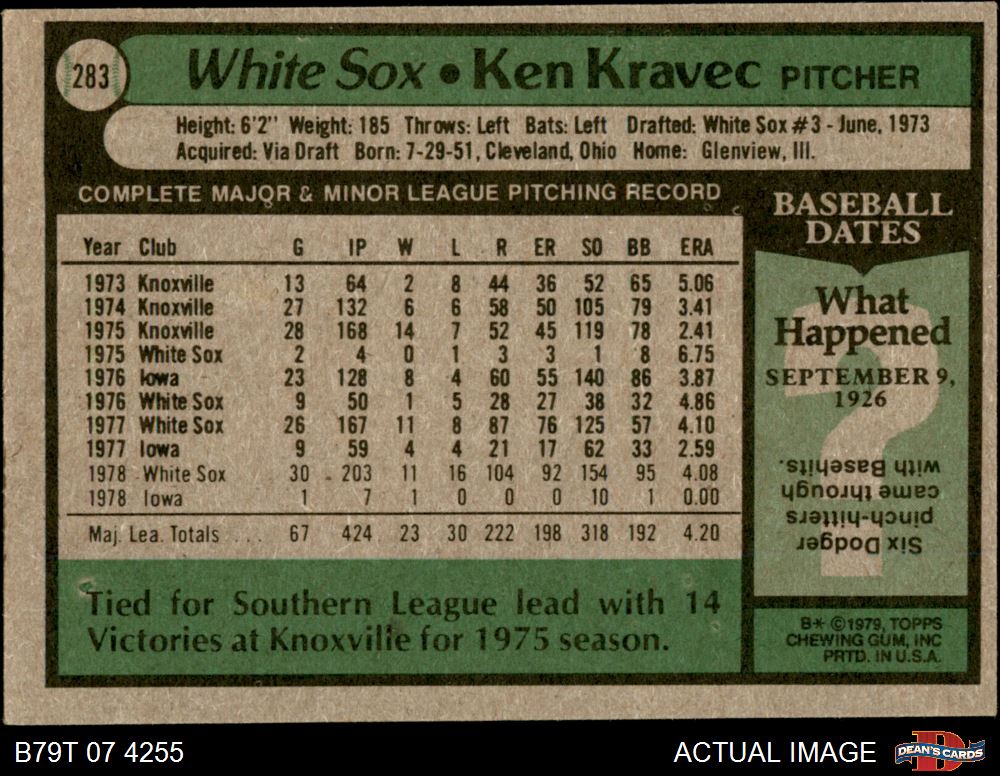 283
White Sox • Ken Kravec PITCHER
Height: 6'2" Weight: 185 Throws: Left Bats: Left Drafted: White Sox #3 - June, 1973
Acquired: Via Draft Born: 7-29-51, Cleveland, Ohio Home: Glenview, Ill.
COMPLETE MAJOR & MINOR LEAGUE PITCHING RECORD
Year Club G IP W L R ER SO BB ERA
1973 Knoxville 13 64 2 8 44 36 52 65 5.06
1974 Knoxville 27 132 6 6 58 50 105 79 3.41
1975 Knoxville 28 168 14 7 52 45 119 78 2.41
1975 White Sox 2 4 0 1 3 3 1 8 6.75
1976 Iowa 23 128 8 4 60 55 140 86 3.87
1976 White Sox 9 50 1 5 28 27 38 32 4.86
1977 White Sox 26 167 11 8 87 76 125 57 4.10
1977 Iowa 9 59 4 4 21 17 62 33 2.59
1978 White Sox 30 203 11 16 104 92 154 95 4.08
1978 Iowa 1 7 1 0 0 0 10 1 0.00
Maj. Lea. Totals ... 67 424 23 30 222 198 318 192 4.20
Tied for Southern League lead with 14
Victories at Knoxville for 1975 season.
BASEBALL
DATES
What
Happened
SEPTEMBER 9,
1926
?
Six Dodger
pinch-hitters
came through
with Basehits.
B* ©1979, TOPPS
CHEWING GUM, INC
PRTD. IN U.S.A.
B79T 07 4255
ACTUAL IMAGE
D
DEAN'S CARDS